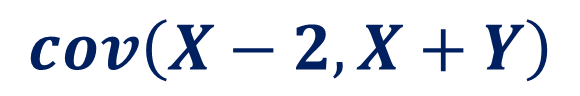 cov(X − 2, X + Y)